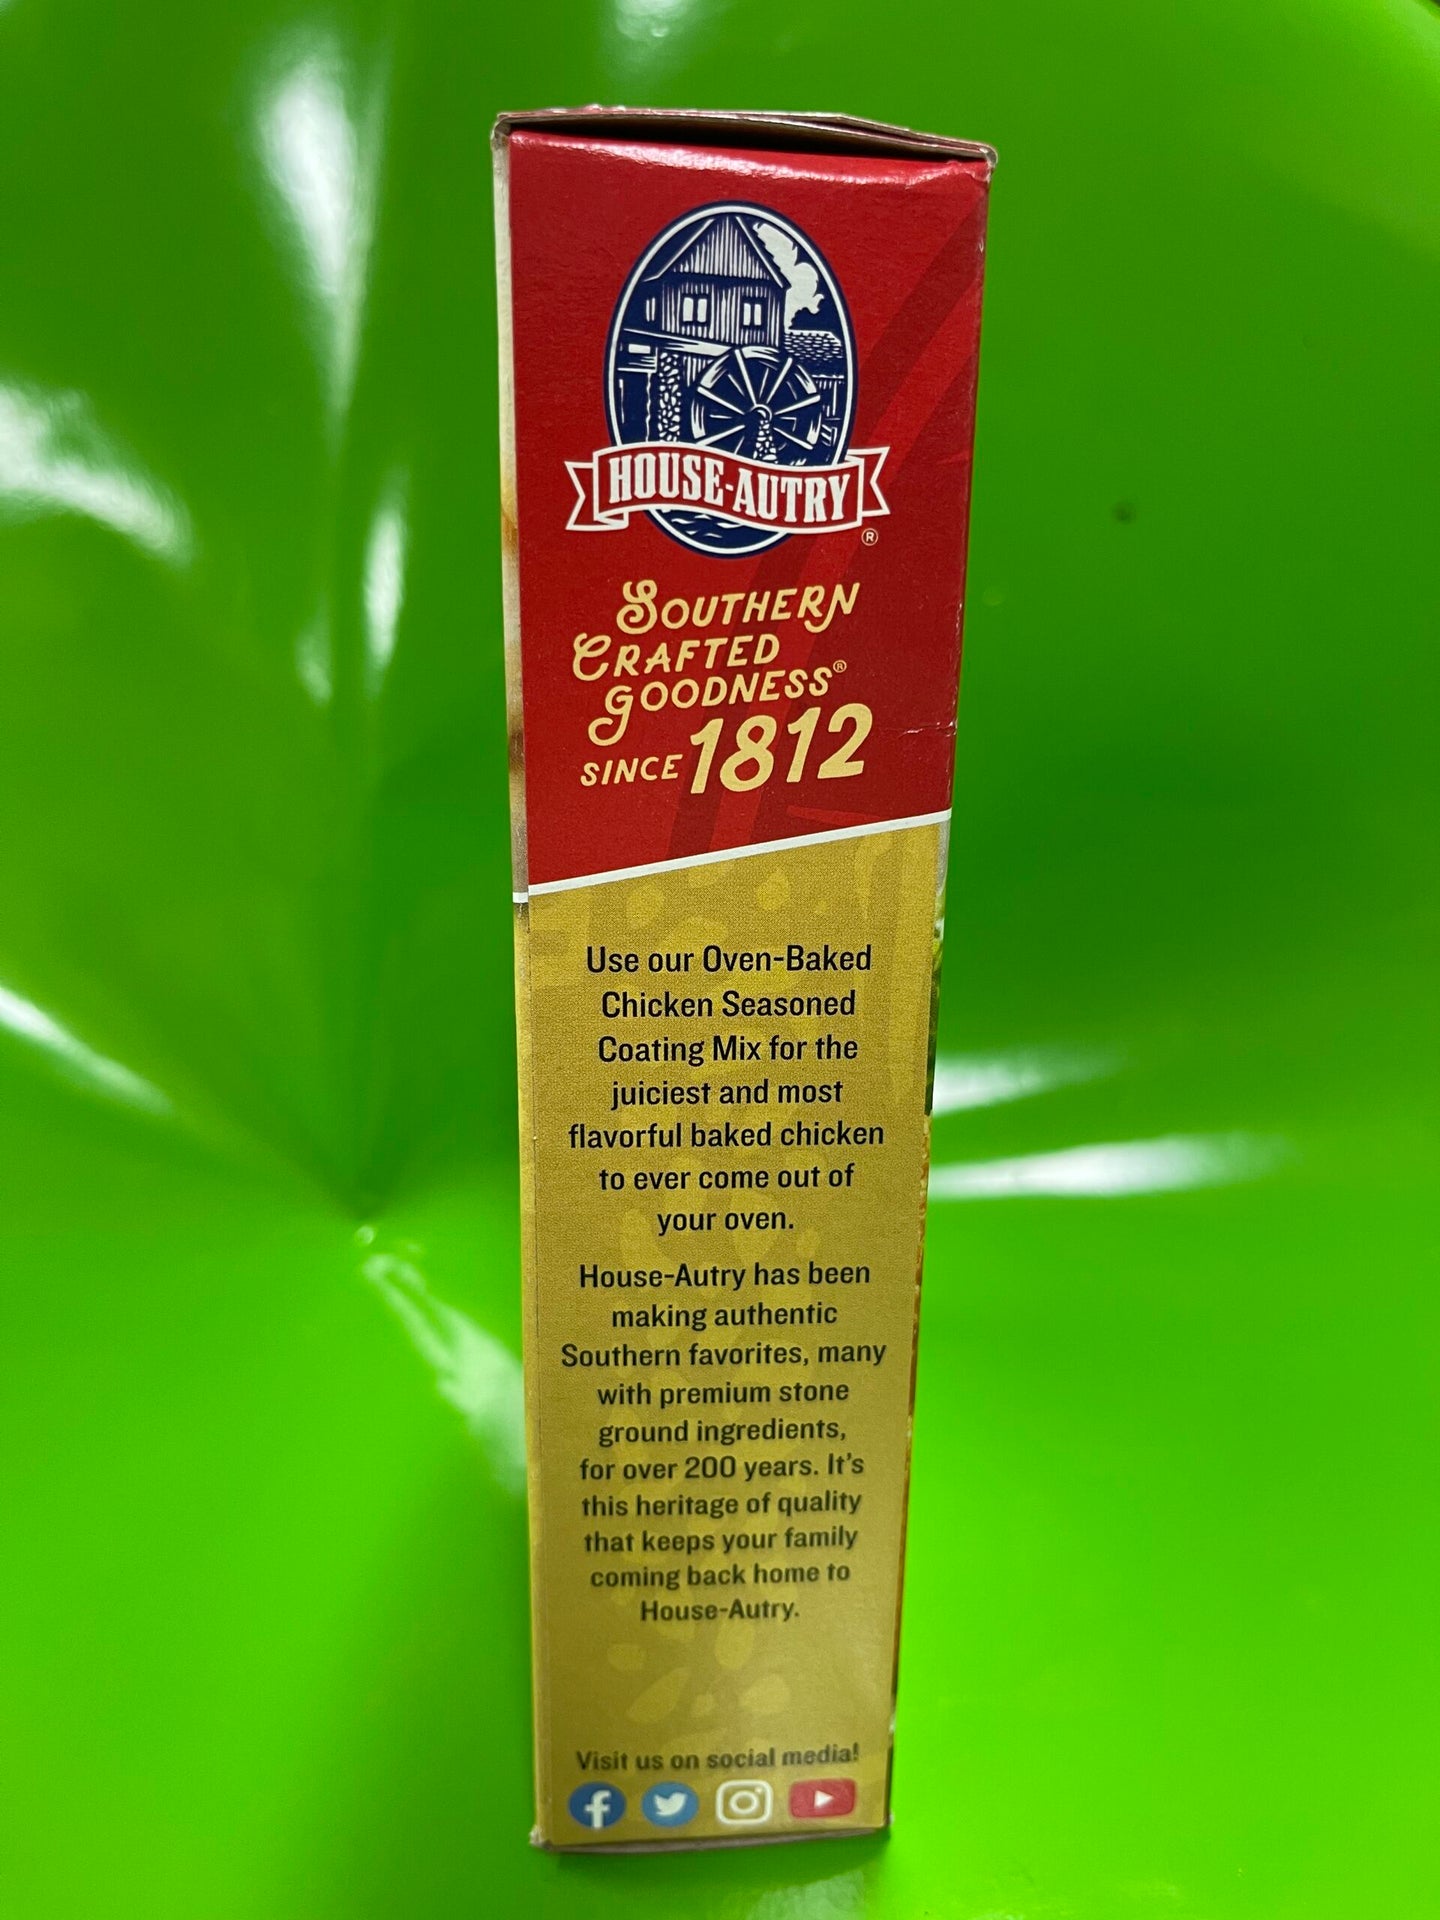 HOUSE-AUTRY
®
SOUTHERN
CRAFTED
GOODNESS®
SINCE 1812
Use our Oven-Baked
Chicken Seasoned
Coating Mix for the
juiciest and most
flavorful baked chicken
to ever come out of
your oven.
House-Autry has been
making authentic
Southern favorites, many
with premium stone
ground ingredients,
for over 200 years. It's
this heritage of quality
that keeps your family
coming back home to
House-Autry.
Visit us on social media!